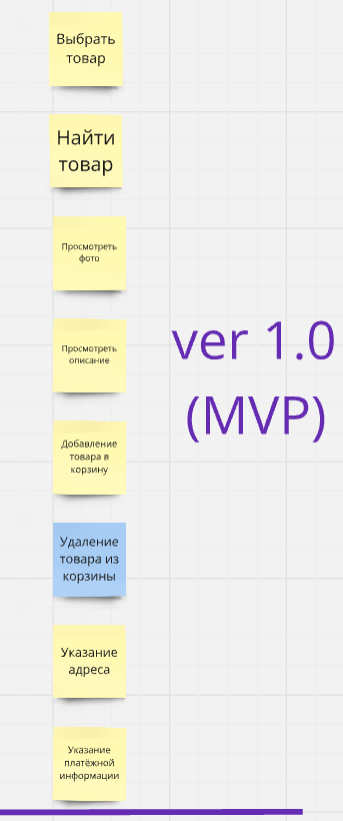 Выбрать
товар
Найти
товар
Просмотреть
фото
Просмотреть
описание
ver 1.0
(MVP)
Добавление
товара в
корзину
Удаление
товара из
корзины
Указание
адреса
Указание
платёжной
информации